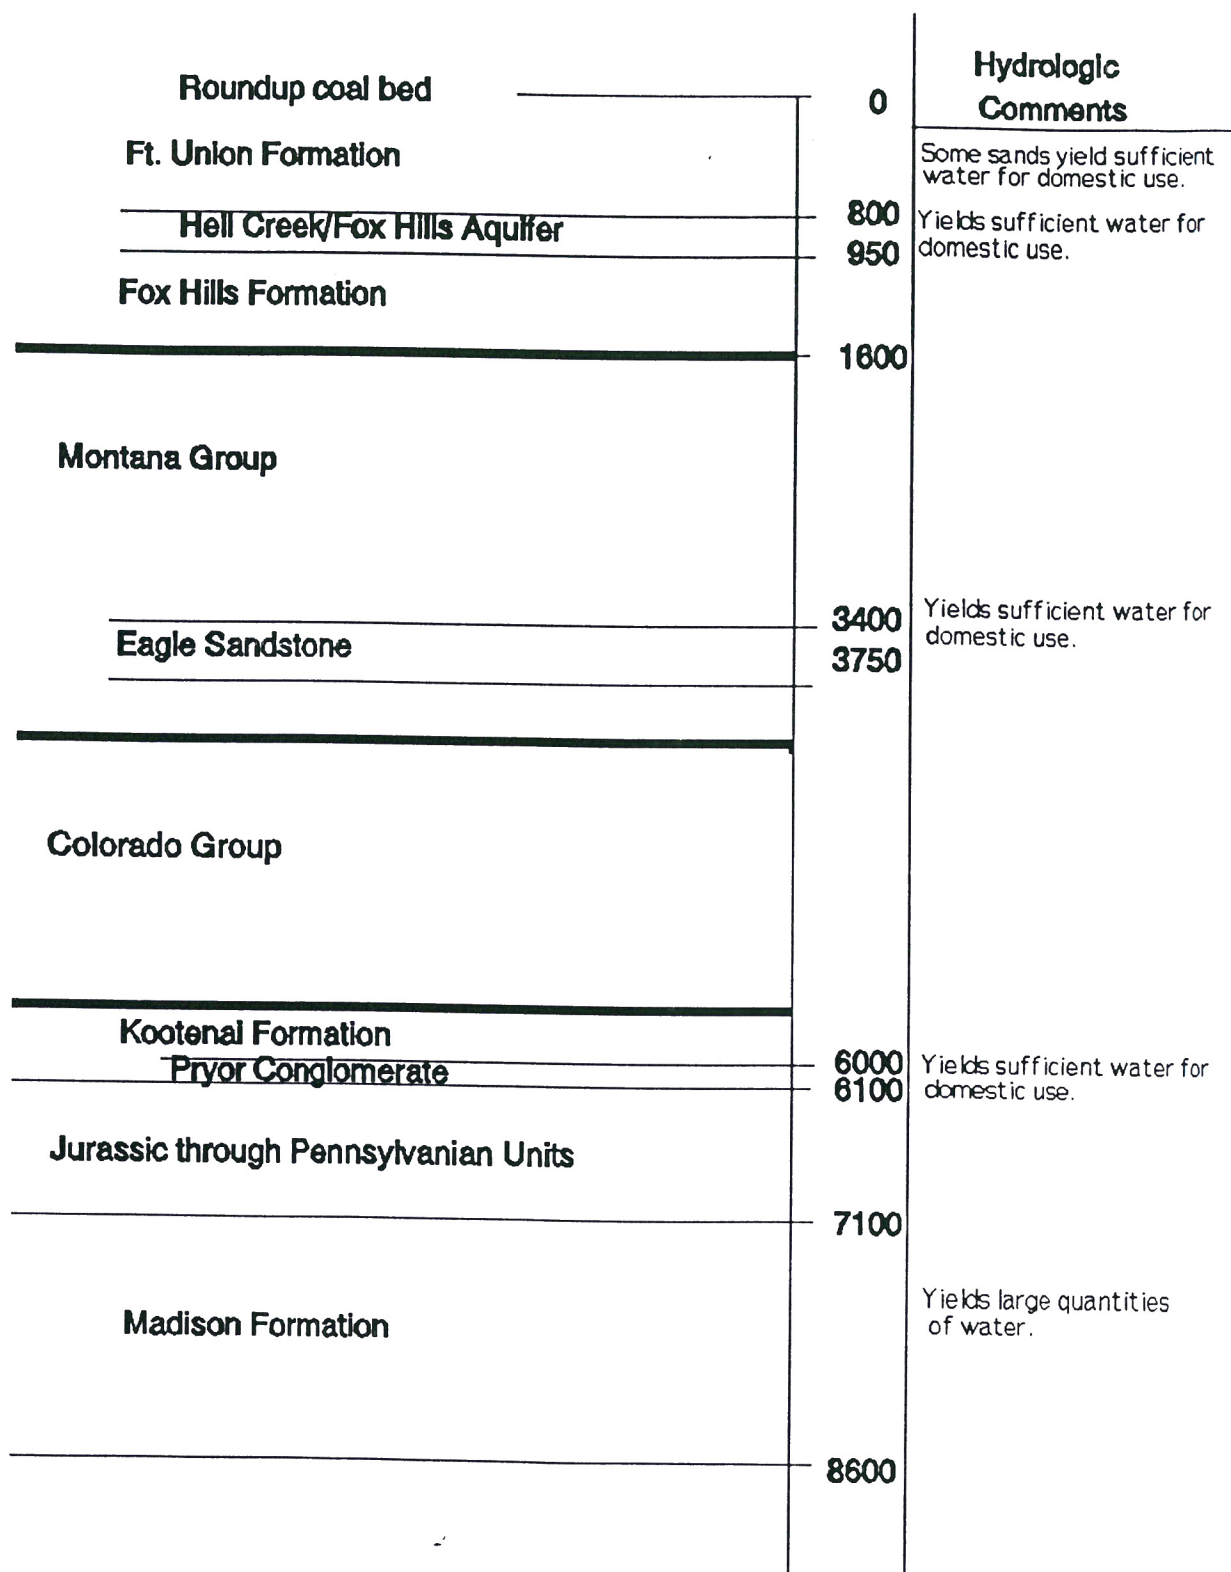 Roundup coal bed
0
Hydrologic
Comments
Ft. Union Formation
Some sands yield sufficient
water for domestic use.
800
Hell Creek/Fox Hills Aquifer
Yields sufficient water for
domestic use.
950
Fox Hills Formation
1600
Montana Group
3400
Yields sufficient water for
domestic use.
Eagle Sandstone
3750
Colorado Group
Kootenai Formation
6000
Yields sufficient water for
domestic use.
Pryor Conglomerate
6100
Jurassic through Pennsylvanian Units
7100
Madison Formation
Yields large quantities
of water.
8600